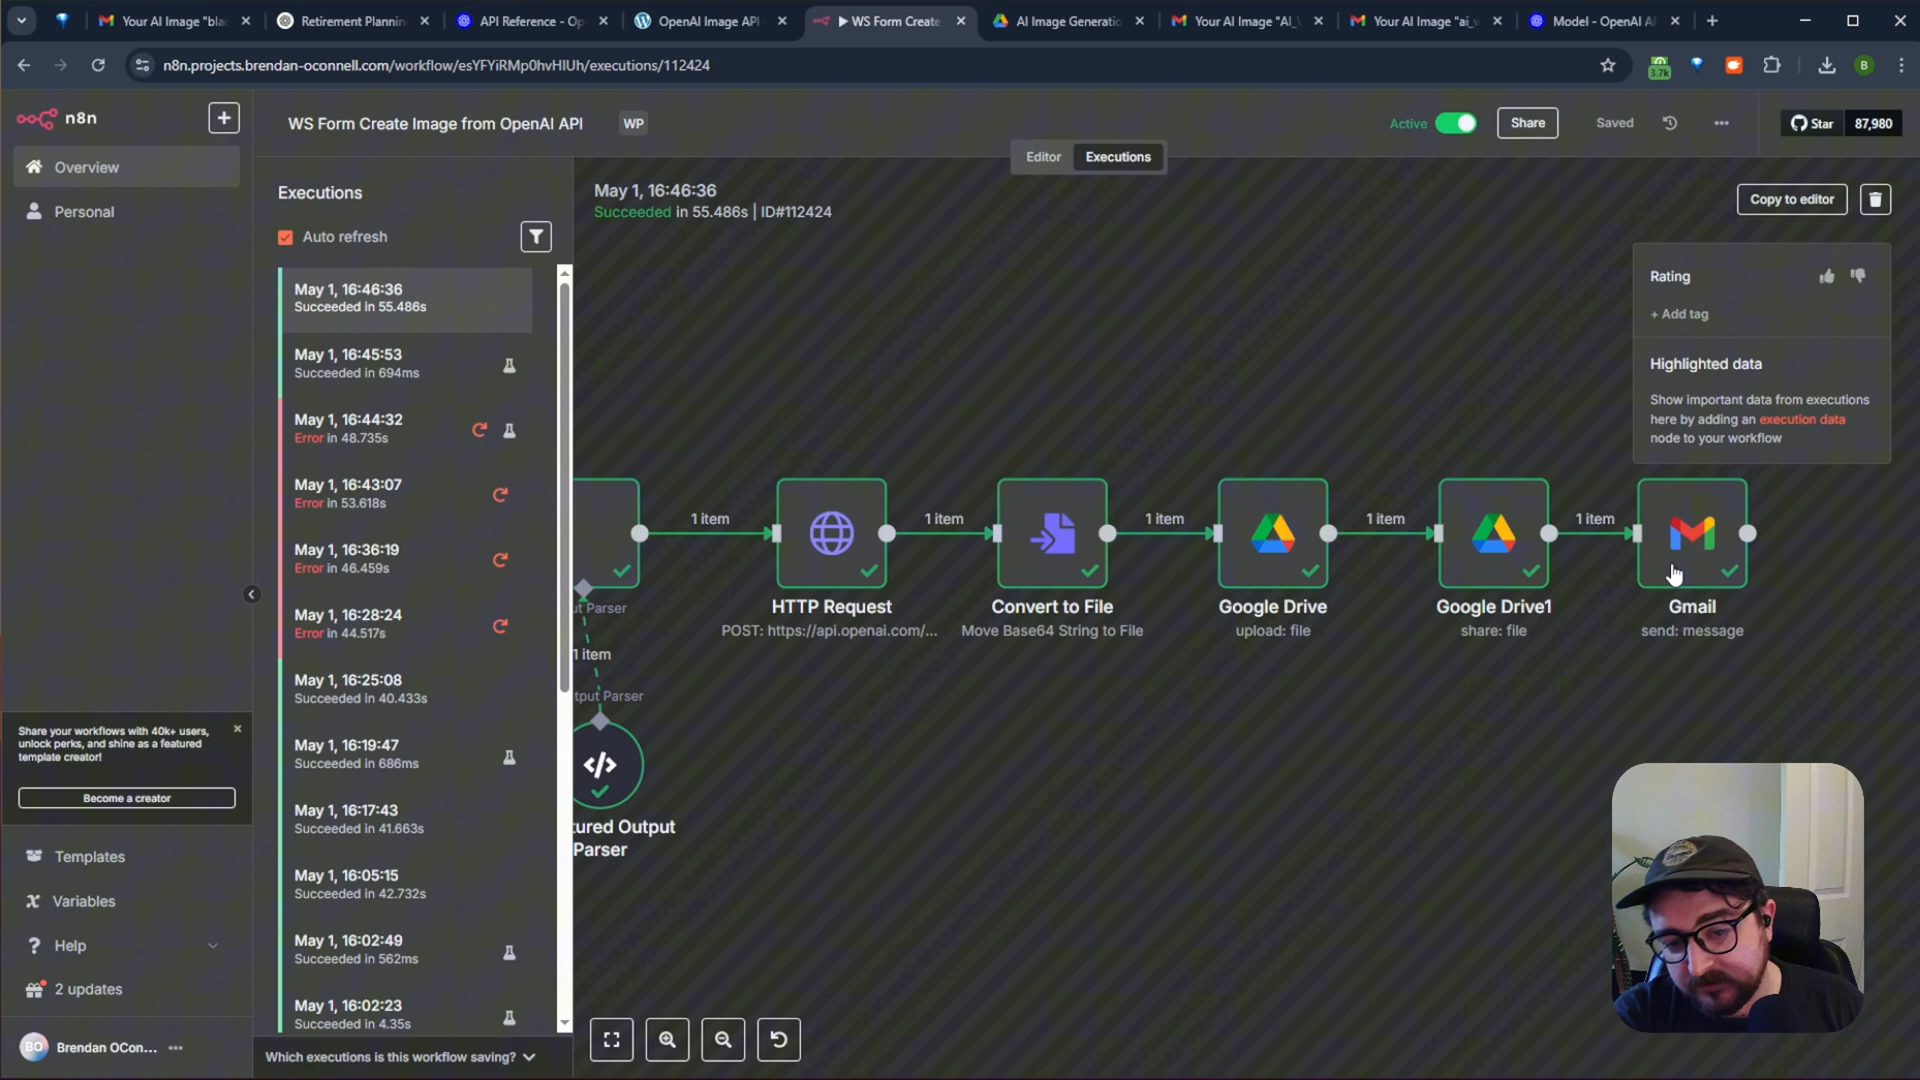 Your AI Image "blac
Retirement Plannin
API Reference - Op
OpenAI Image API
▶ WS Form Create
AI Image Generatio
Your AI Image "AI_
Your AI Image "ai_v
Model - OpenAI A
n8n.projects.brendan-oconnell.com/workflow/esYFYiRMp0hvHIUh/executions/112424
3.7k
B
n8n
WS Form Create Image from OpenAI API
WP
Active
Share
Saved
Star
87,980
Editor
Executions
Overview
Personal
Executions
Auto refresh
May 1, 16:46:36
Succeeded in 55.486s | ID#112424
Copy to editor
May 1, 16:46:36
Succeeded in 55.486s
May 1, 16:45:53
Succeeded in 694ms
May 1, 16:44:32
Error in 48.735s
May 1, 16:43:07
Error in 53.618s
May 1, 16:36:19
Error in 46.459s
May 1, 16:28:24
Error in 44.517s
May 1, 16:25:08
Succeeded in 40.433s
May 1, 16:19:47
Succeeded in 686ms
May 1, 16:17:43
Succeeded in 41.663s
May 1, 16:05:15
Succeeded in 42.732s
May 1, 16:02:49
Succeeded in 562ms
May 1, 16:02:23
Succeeded in 4.35s
Which executions is this workflow saving?
Rating
+ Add tag
Highlighted data
Show important data from executions
here by adding an execution data
node to your workflow
1 item
1 item
1 item
1 item
1 item
HTTP Request
POST: https://api.openai.com/...
Convert to File
Move Base64 String to File
Google Drive
upload: file
Google Drive1
share: file
Gmail
send: message
ut Parser
1 item
tput Parser
tured Output
Parser
Share your workflows with 40k+ users,
unlock perks, and shine as a featured
template creator!
Become a creator
Templates
Variables
Help
2 updates
BO
Brendan OCon...